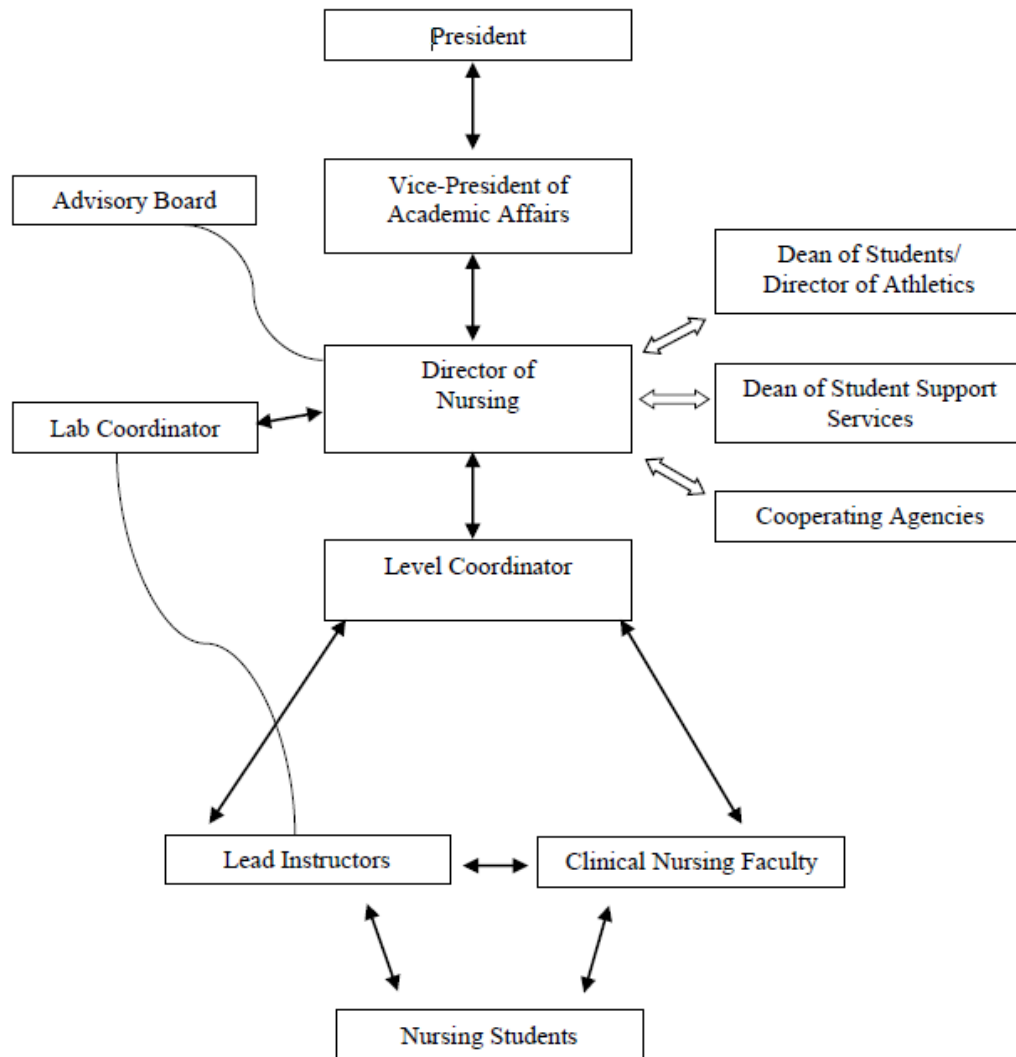 President
Vice-President of
Academic Affairs
Advisory Board
Dean of Students/
Director of Athletics
Director of
Nursing
Dean of Student Support
Services
Lab Coordinator
Cooperating Agencies
Level Coordinator
Lead Instructors
Clinical Nursing Faculty
Nursing Students